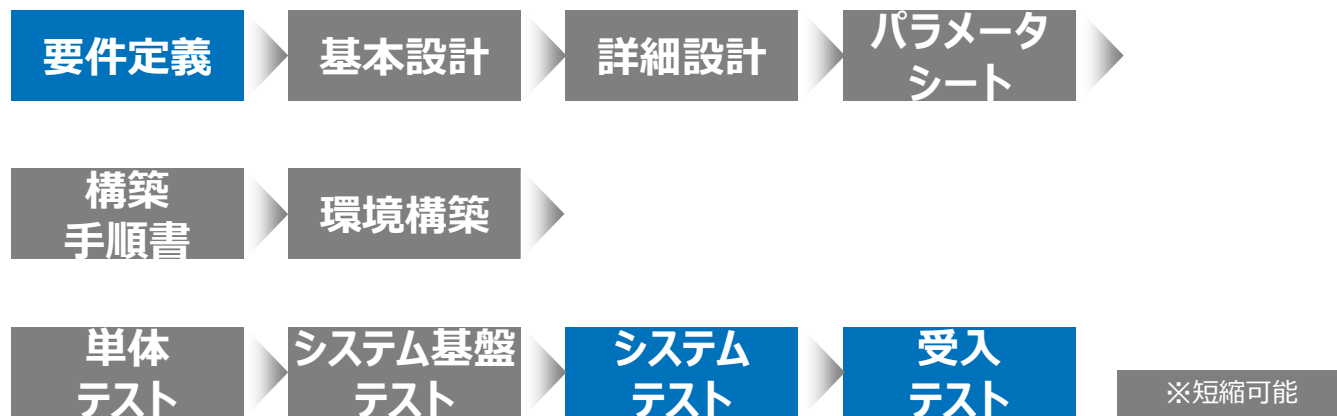 要件定義
基本設計
詳細設計
パラメータ
シート
構築
手順書
環境構築
単体
テスト
システム基盤
テスト
システム
テスト
受入
テスト
※短縮可能